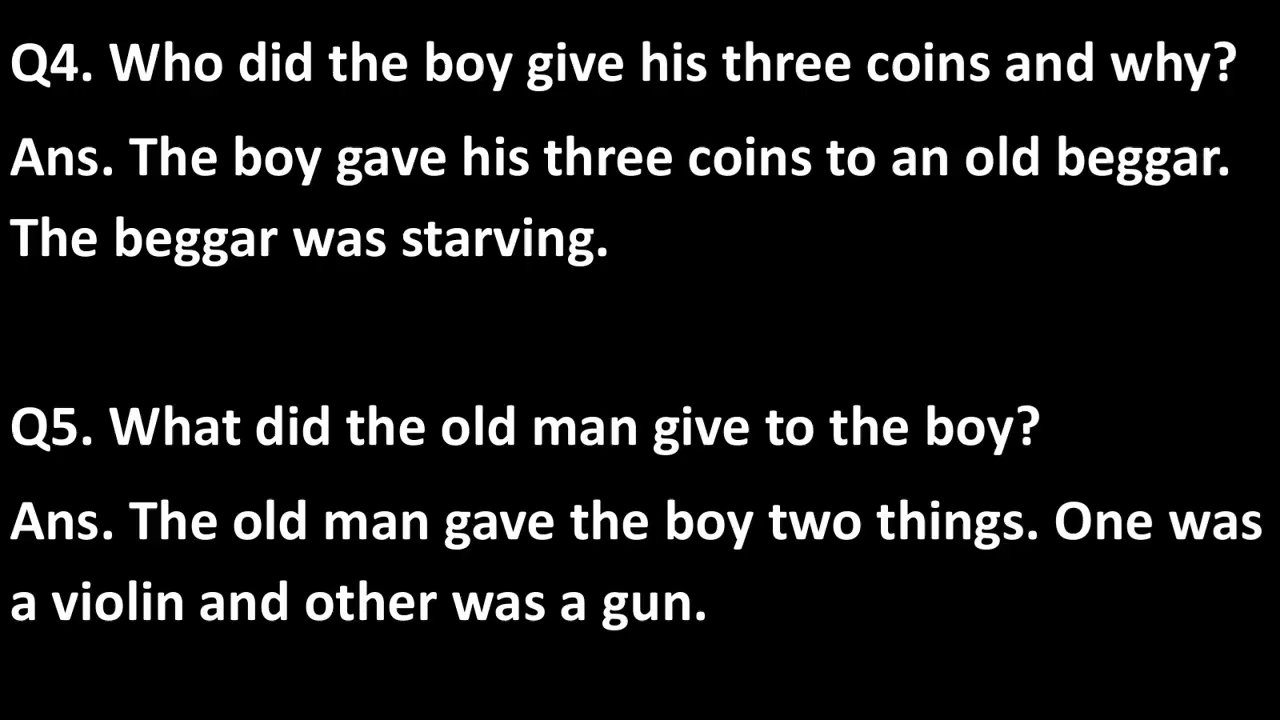 Q4. Who did the boy give his three coins and why?
Ans. The boy gave his three coins to an old beggar.
The beggar was starving.
Q5. What did the old man give to the boy?
Ans. The old man gave the boy two things. One was
a violin and other was a gun.